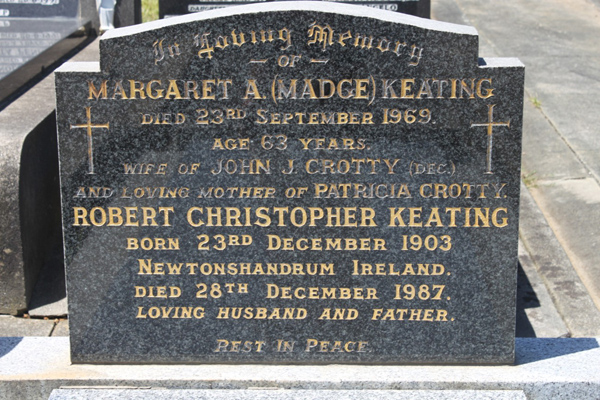 In Loving Memory
OF
MARGARET A. (MADGE) KEATING
DIED 23RD SEPTEMBER 1969.
AGE 63 YEARS.
WIFE OF JOHN J. CROTTY (DEC.)
AND LOVING MOTHER OF PATRICIA CROTTY.
ROBERT CHRISTOPHER KEATING
BORN 23RD DECEMBER 1903
NEWTONSHANDRUM IRELAND.
DIED 28TH DECEMBER 1987.
LOVING HUSBAND AND FATHER.
REST IN PEACE.